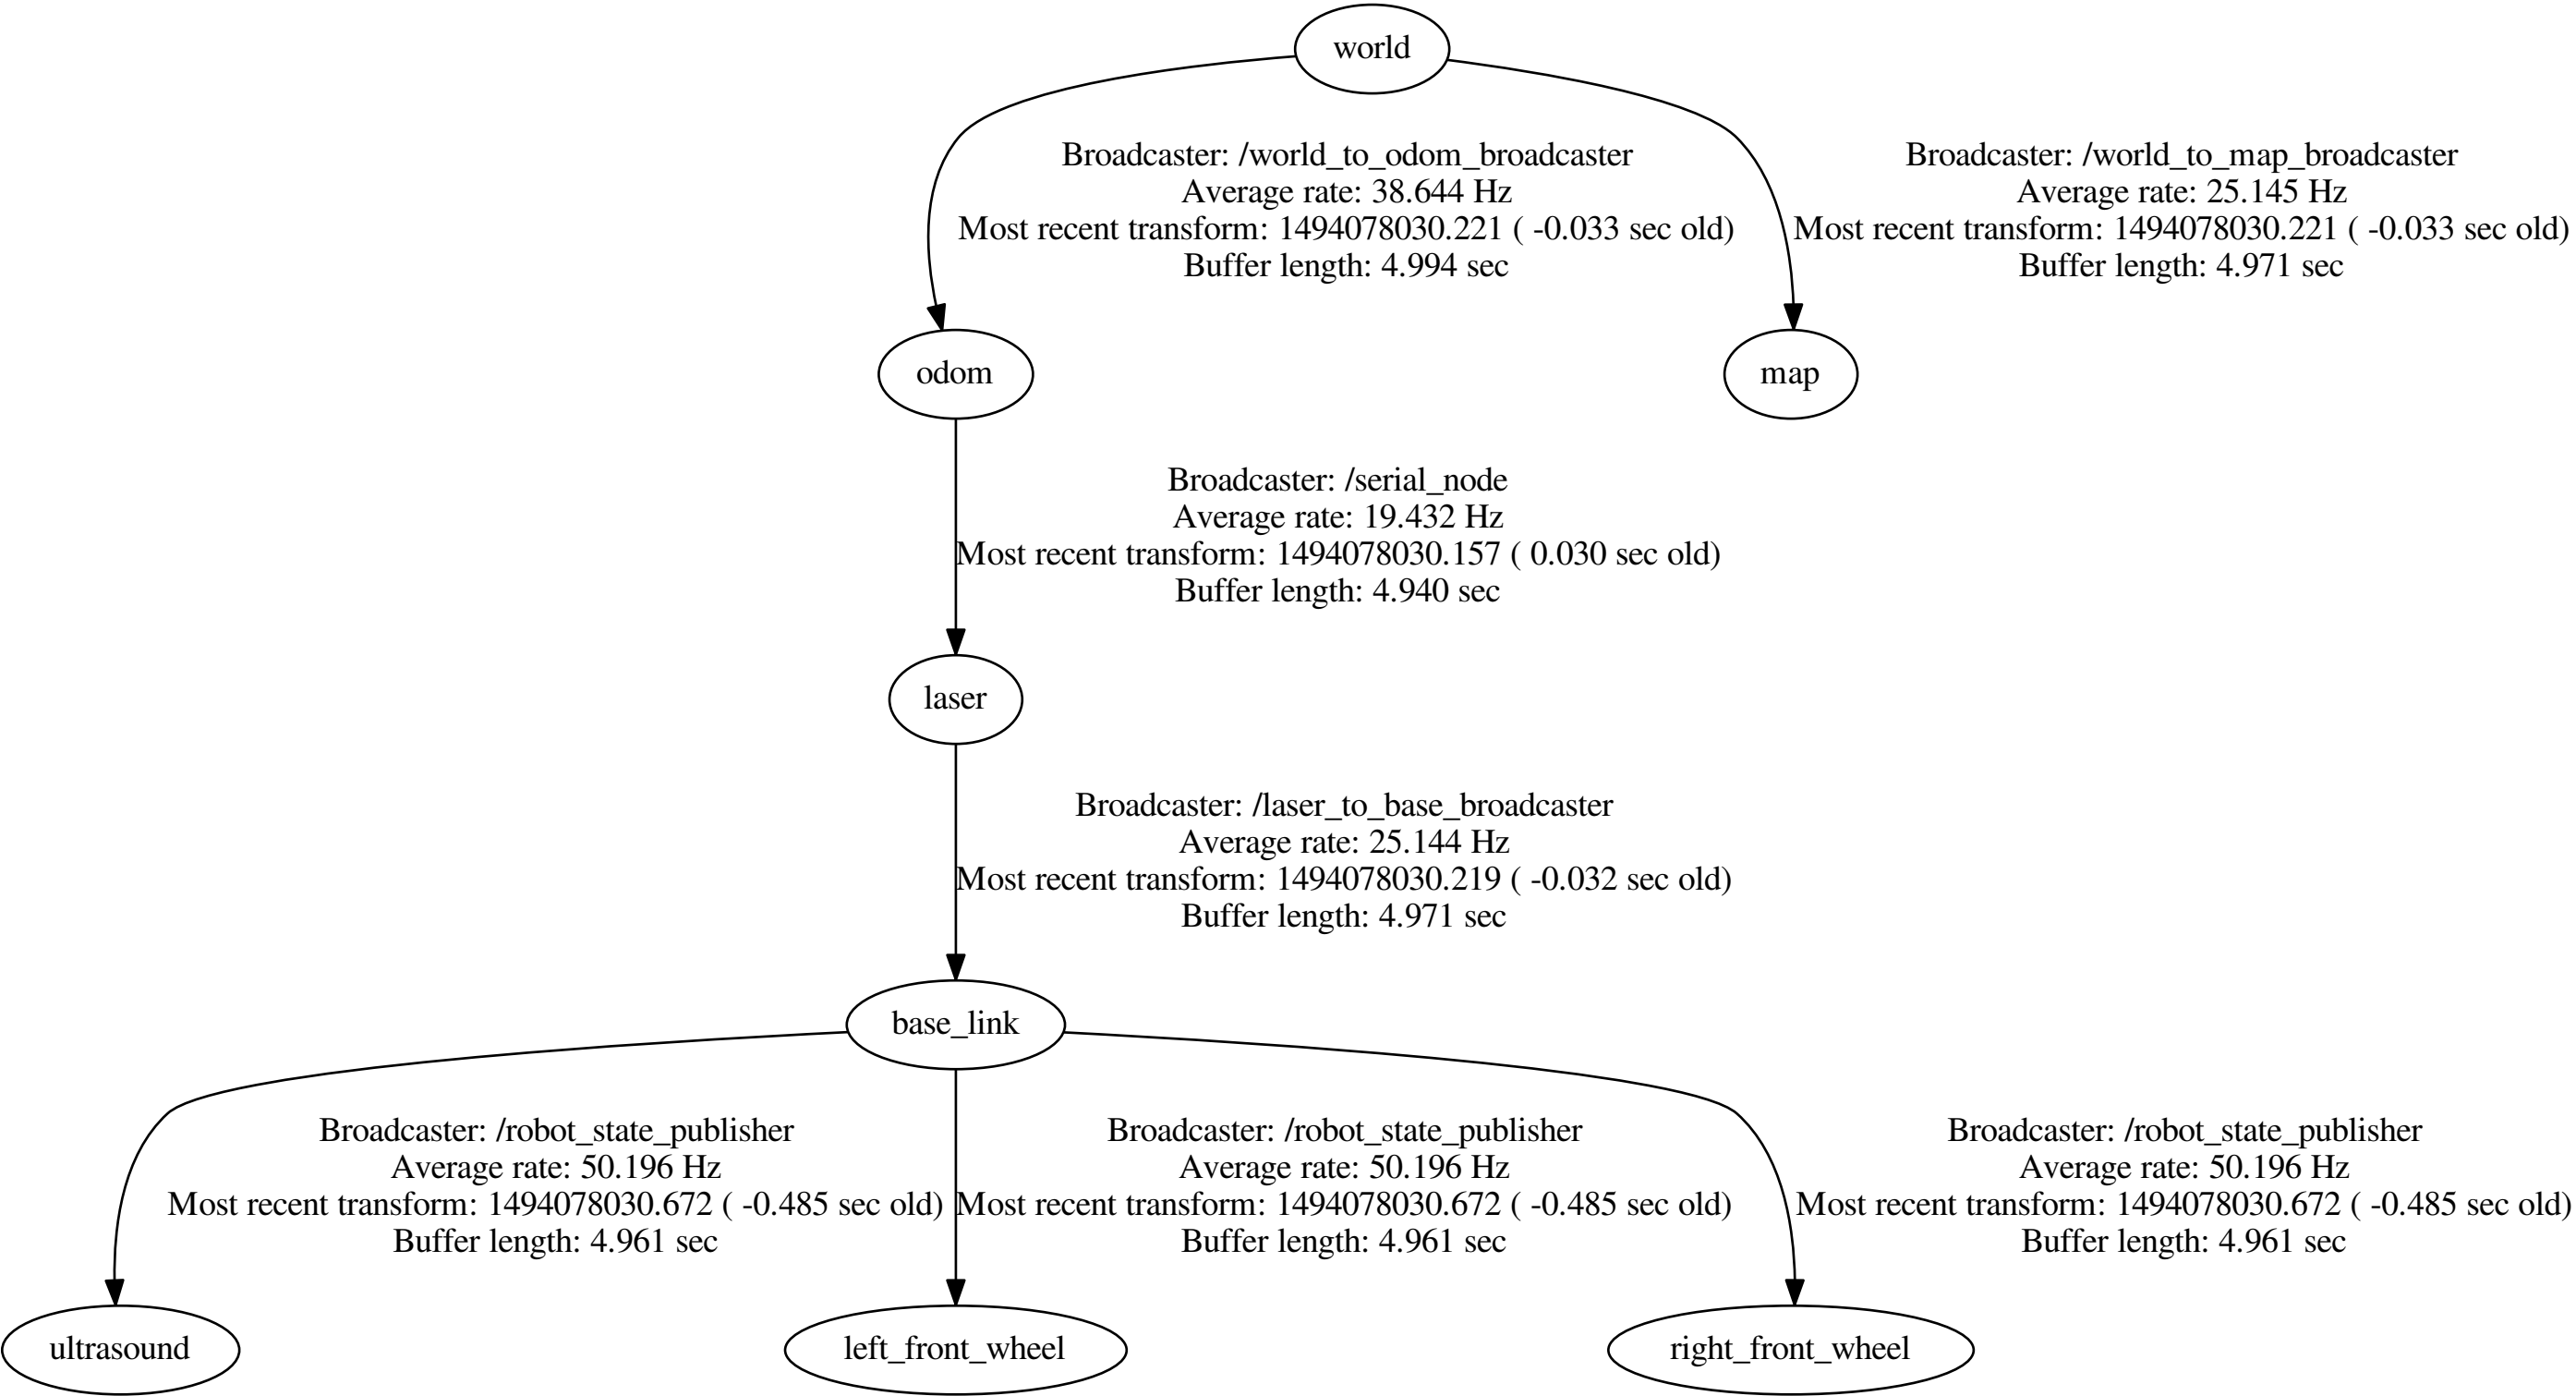 world
Broadcaster: /world_to_odom_broadcaster
Average rate: 38.644 Hz
Most recent transform: 1494078030.221 ( -0.033 sec old)
Buffer length: 4.994 sec
Broadcaster: /world_to_map_broadcaster
Average rate: 25.145 Hz
Most recent transform: 1494078030.221 ( -0.033 sec old)
Buffer length: 4.971 sec
odom
map
Broadcaster: /serial_node
Average rate: 19.432 Hz
Most recent transform: 1494078030.157 ( 0.030 sec old)
Buffer length: 4.940 sec
laser
Broadcaster: /laser_to_base_broadcaster
Average rate: 25.144 Hz
Most recent transform: 1494078030.219 ( -0.032 sec old)
Buffer length: 4.971 sec
base_link
Broadcaster: /robot_state_publisher
Average rate: 50.196 Hz
Most recent transform: 1494078030.672 ( -0.485 sec old)
Buffer length: 4.961 sec
Broadcaster: /robot_state_publisher
Average rate: 50.196 Hz
Most recent transform: 1494078030.672 ( -0.485 sec old)
Buffer length: 4.961 sec
Broadcaster: /robot_state_publisher
Average rate: 50.196 Hz
Most recent transform: 1494078030.672 ( -0.485 sec old)
Buffer length: 4.961 sec
ultrasound
left_front_wheel
right_front_wheel